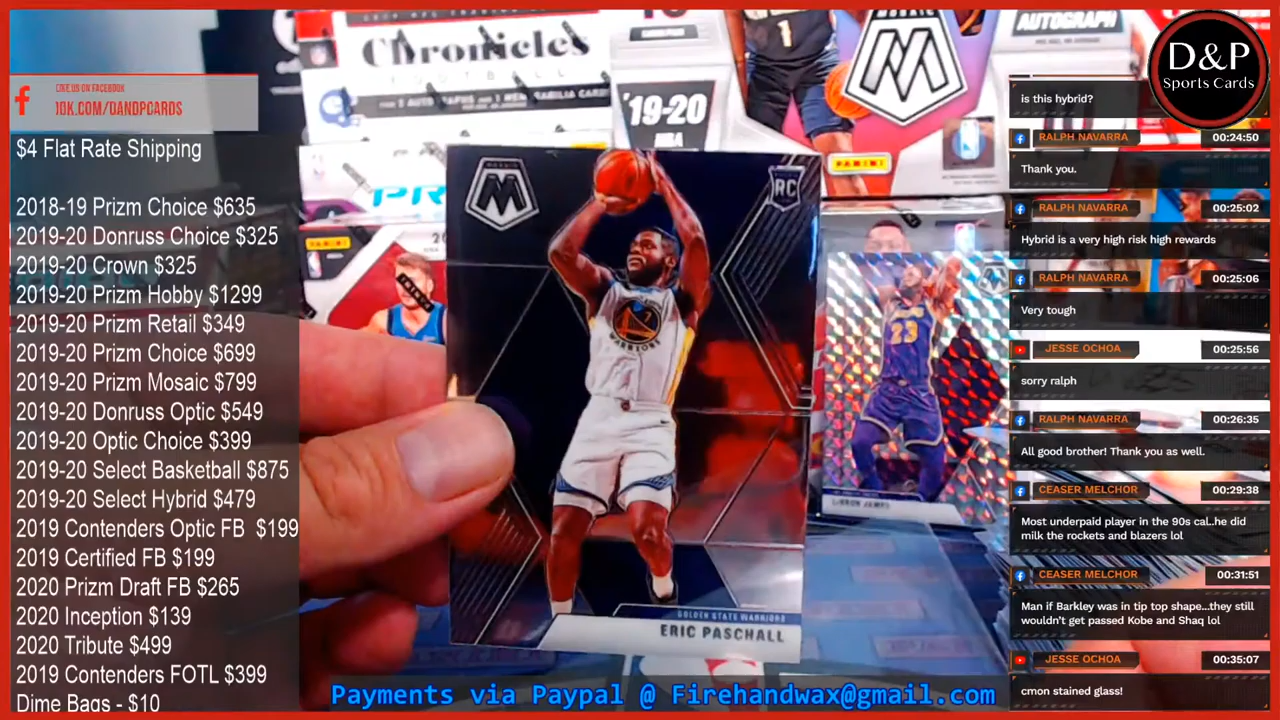 LIKE US ON FACEBOOK
$4 Flat Rate Shipping
2018-19 Prizm Choice $635
2019-20 Donruss Choice $325
2019-20 Crown $325
2019-20 Prizm Hobby $1299
2019-20 Prizm Retail $349
2019-20 Prizm Choice $699
2019-20 Prizm Mosaic $799
2019-20 Donruss Optic $549
2019-20 Optic Choice $399
2019-20 Select Basketball $875
2019-20 Select Hybrid $479
2019 Contenders Optic FB $199
2019 Certified FB $199
2020 Prizm Draft FB $265
2020 Inception $139
2020 Tribute $499
2019 Contenders FOTL $399
Dime Bags - $10
Chronicles
FOOTBALL
'19-20
NBA
MOSAIC
AUTOGRAPH
PANINI
PANINI
MOSAIC
RC
WARRIORS
GOLDEN STATE WARRIORS
ERIC PASCHALL
23
LEBRON JAMES
Payments via Paypal @ Firehandwax@gmail.com
D&P
Sports Cards
is this hybrid?
RALPH NAVARRA 00:24:50
Thank you.
RALPH NAVARRA 00:25:02
Hybrid is a very high risk high rewards
RALPH NAVARRA 00:25:06
Very tough
JESSE OCHOA 00:25:56
sorry ralph
RALPH NAVARRA 00:26:35
All good brother! Thank you as well.
CEASER MELCHOR 00:29:38
Most underpaid player in the 90s cal..he did
milk the rockets and blazers lol
CEASER MELCHOR 00:31:51
Man if Barkley was in tip top shape...they still
wouldn't get passed Kobe and Shaq lol
JESSE OCHOA 00:35:07
cmon stained glass!